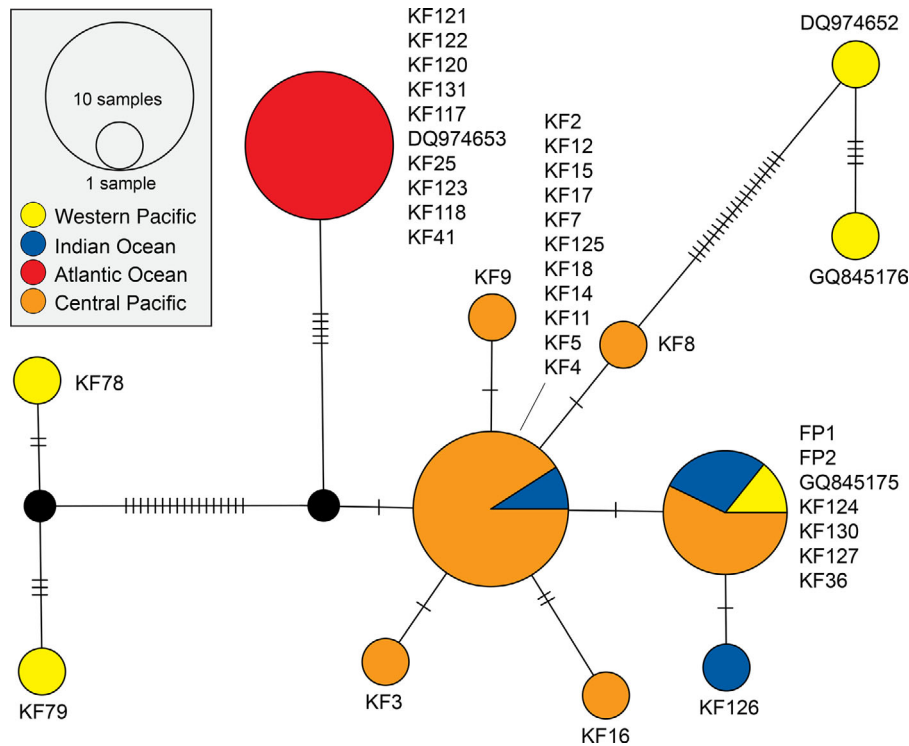 10 samples
1 sample
Western Pacific
Indian Ocean
Atlantic Ocean
Central Pacific
KF121
KF122
KF120
KF131
KF117
DQ974653
KF25
KF123
KF118
KF41
KF2
KF12
KF15
KF17
KF7
KF125
KF18
KF14
KF11
KF5
KF4
DQ974652
GQ845176
KF9
KF8
KF78
FP1
FP2
GQ845175
KF124
KF130
KF127
KF36
KF79
KF3
KF16
KF126